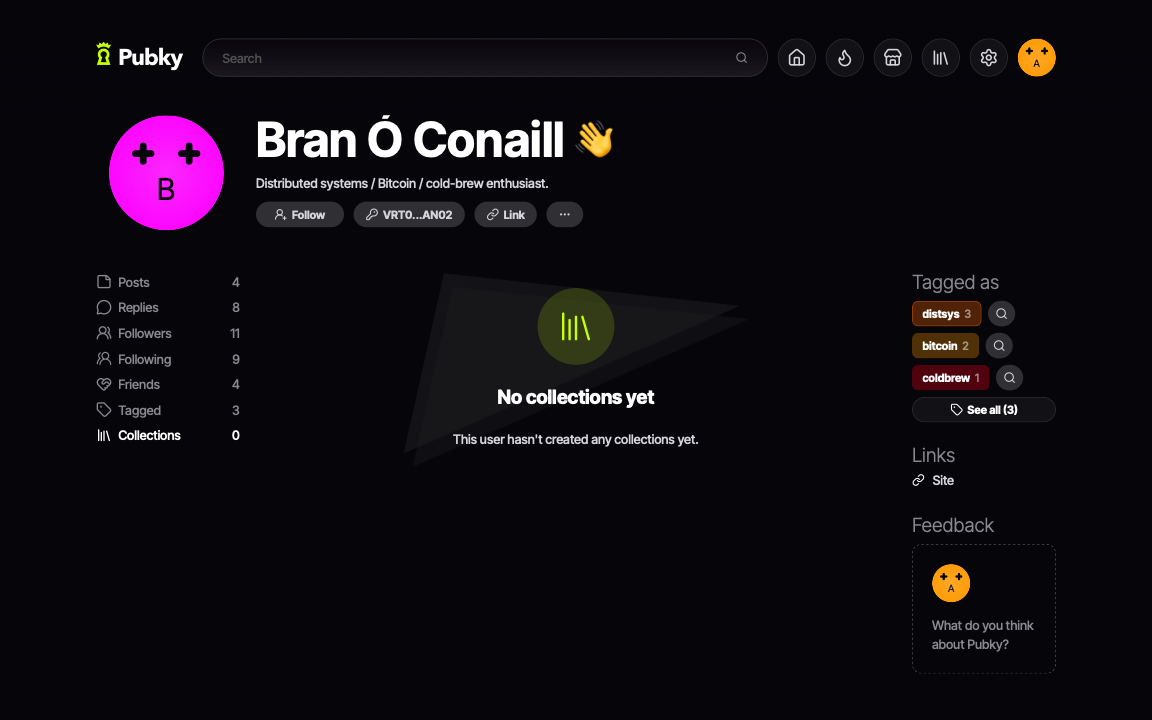 Pubky
Search
A
B
Bran Ó Conaill 👋
Distributed systems / Bitcoin / cold-brew enthusiast.
Follow
VRT0...AN02
Link
Posts 4
Replies 8
Followers 11
Following 9
Friends 4
Tagged 3
Collections 0
No collections yet
This user hasn't created any collections yet.
Tagged as
distsys 3
bitcoin 2
coldbrew 1
See all (3)
Links
Site
Feedback
A
What do you think
about Pubky?